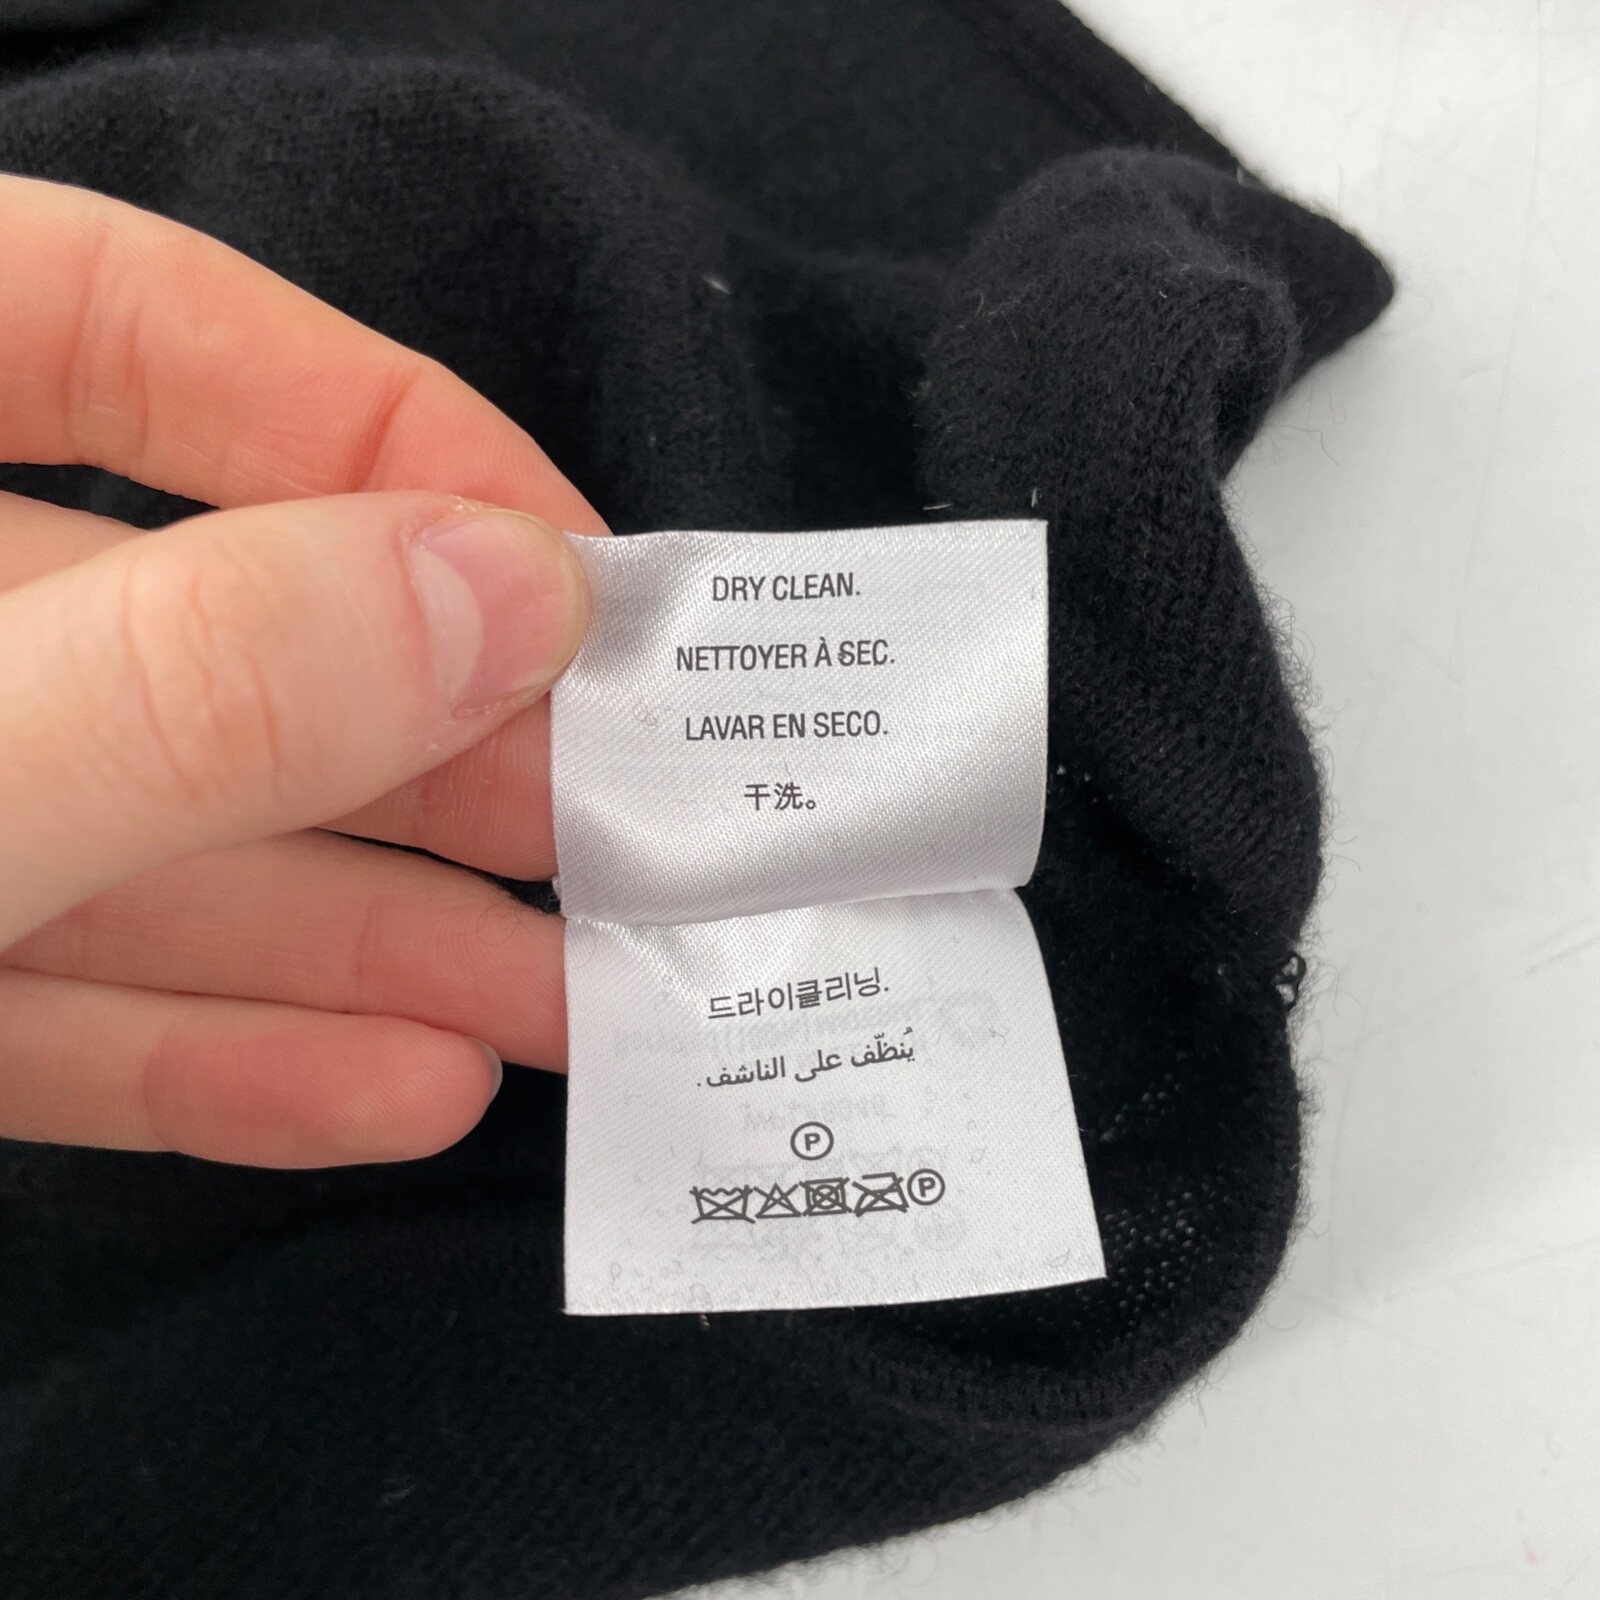 DRY CLEAN.
NETTOYER À SEC.
LAVAR EN SECO.
干洗。
드라이클리닝.
يُنظّف على الناشف.
P
P